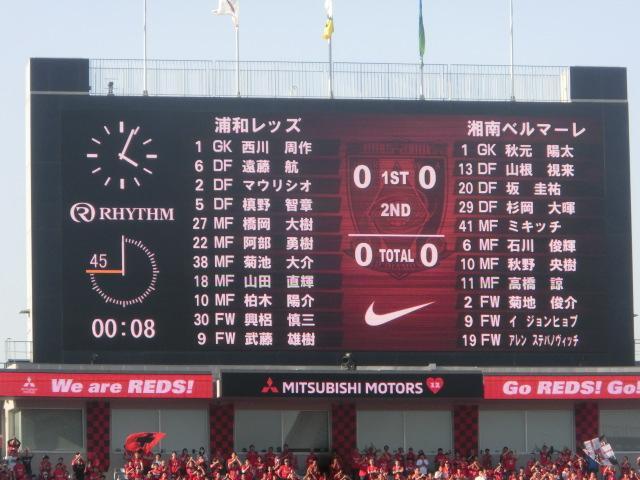 浦和レッズ
1 GK 西川 周作
6 DF 遠藤 航
2 DF マウリシオ
5 DF 槙野 智章
27 MF 橋岡 大樹
22 MF 阿部 勇樹
38 MF 菊池 大介
18 MF 山田 直輝
10 MF 柏木 陽介
30 FW 興梠 慎三
9 FW 武藤 雄樹
0 1ST 0
2ND
0 TOTAL 0
湘南ベルマーレ
1 GK 秋元 陽太
13 DF 山根 視来
20 DF 坂 圭祐
29 DF 杉岡 大暉
41 MF ミキッチ
6 MF 石川 俊輝
10 MF 秋野 央樹
11 MF 高橋 諒
2 FW 菊地 俊介
9 FW イ ジョンヒョプ
19 FW アレン ステバノヴィッチ
R RHYTHM
45
00:08
We are REDS!
MITSUBISHI MOTORS
Go REDS! Go!